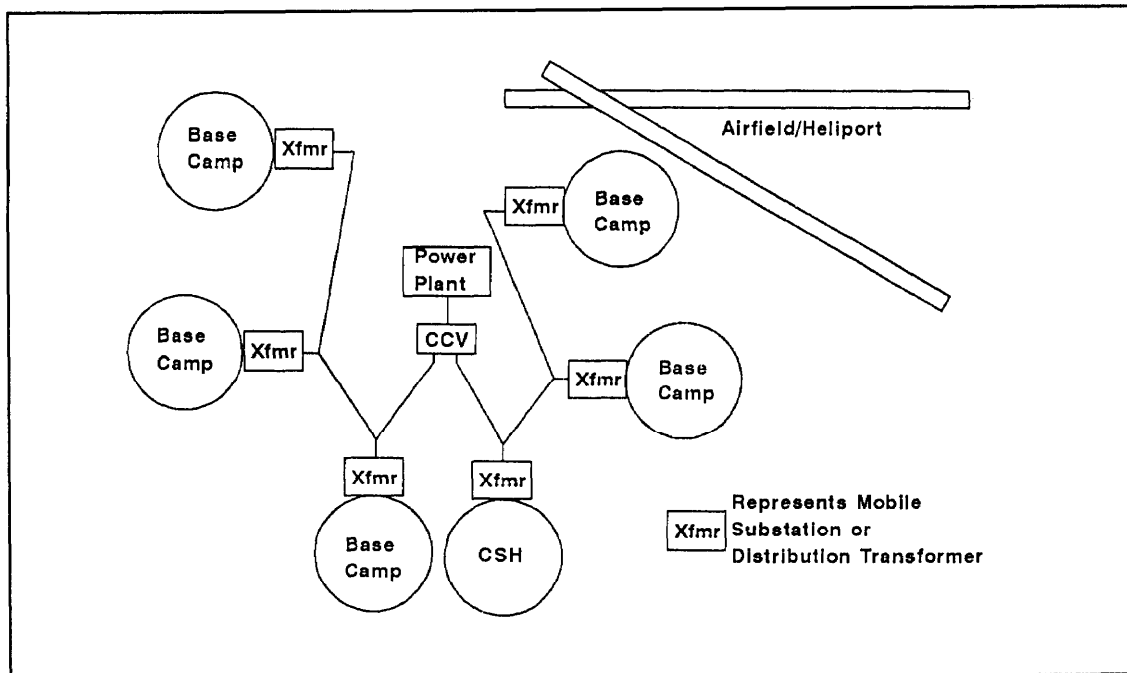 Airfield/Heliport
Base
Camp
Xfmr
Xfmr
Base
Camp
Power
Plant
CCV
Base
Camp
Xfmr
Xfmr
Base
Camp
Xfmr
Base
Camp
Xfmr
CSH
Xfmr
Represents Mobile
Substation or
Distribution Transformer